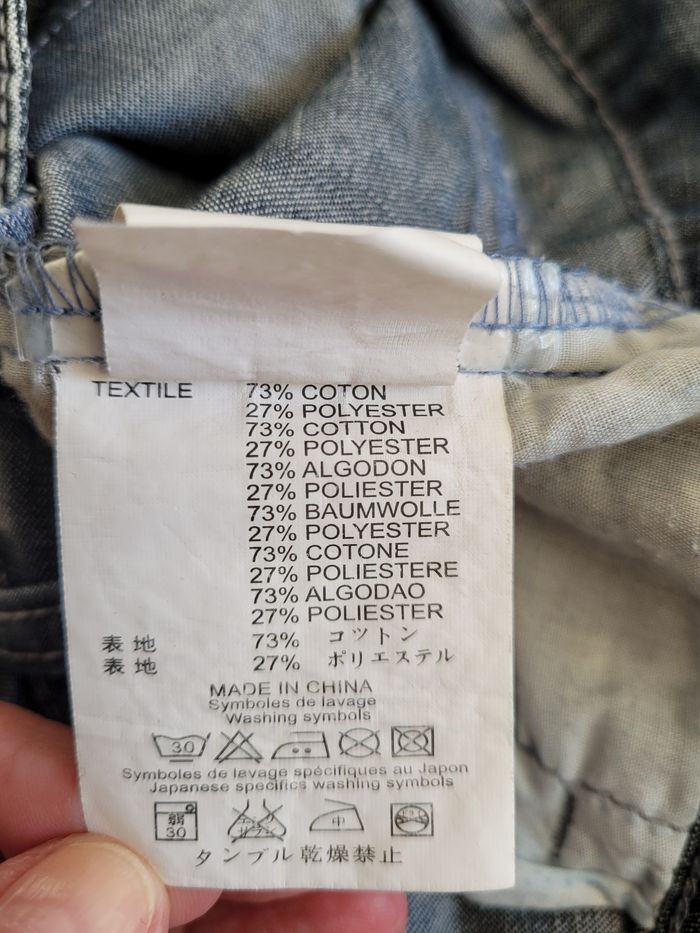 TEXTILE 73% COTON
27% POLYESTER
73% COTTON
27% POLYESTER
73% ALGODON
27% POLIESTER
73% BAUMWOLLE
27% POLYESTER
73% COTONE
27% POLIESTERE
73% ALGODAO
27% POLIESTER
表地 73% コットン
表地 27% ポリエステル
MADE IN CHINA
Symboles de lavage
Washing symbols
30
Symboles de lavage spécifiques au Japon
Japanese specifics washing symbols
弱 30 中
タンブル乾燥禁止